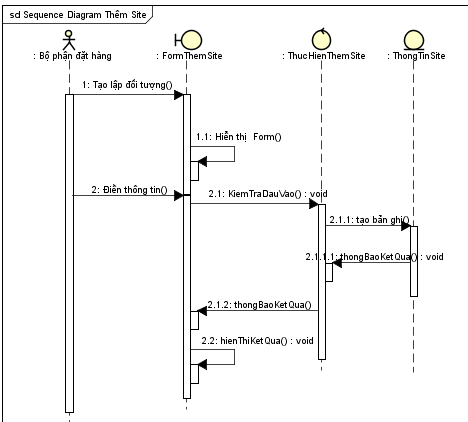 sd Sequence Diagram Thêm Site
: Bộ phận đặt hàng
: FormThemSite
: ThucHienThemSite
: ThongTinSite
1: Tạo lập đối tượng()
1.1: Hiển thị Form()
2: Điền thông tin()
2.1: KiemTraDauVao() : void
2.1.1: tạo bản ghi()
2.1.1.1: thongBaoKetQua() : void
2.1.2: thongBaoKetQua()
2.2: hienThiKetQua() : void